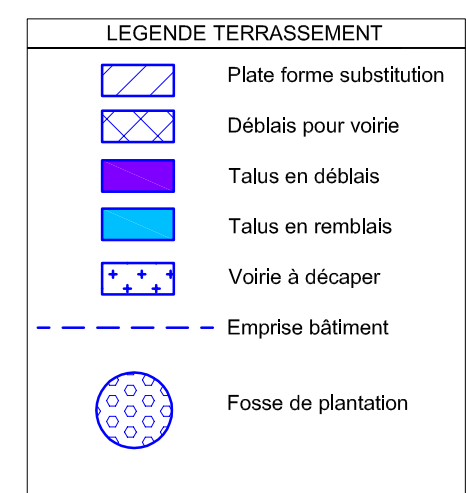 LEGENDE TERRASSEMENT
Plate forme substitution
Déblais pour voirie
Talus en déblais
Talus en remblais
Voirie à décaper
Emprise bâtiment
Fosse de plantation